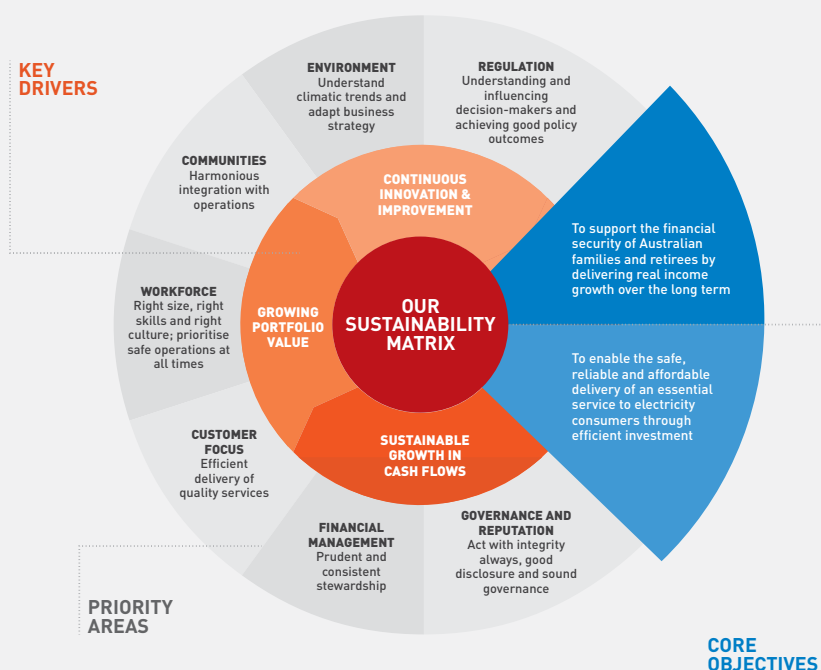 KEY
DRIVERS
ENVIRONMENT
Understand
climatic trends and
adapt business
strategy
REGULATION
Understanding and
influencing
decision-makers and
achieving good policy
outcomes
COMMUNITIES
Harmonious
integration with
operations
CONTINUOUS
INNOVATION &
IMPROVEMENT
To support the financial
security of Australian
families and retirees by
delivering real income
growth over the long term
WORKFORCE
Right size, right
skills and right
culture; prioritise
safe operations at
all times
GROWING
PORTFOLIO
VALUE
OUR
SUSTAINABILITY
MATRIX
To enable the safe,
reliable and affordable
delivery of an essential
service to electricity
consumers through
efficient investment
CUSTOMER
FOCUS
Efficient
delivery of
quality services
SUSTAINABLE
GROWTH IN
CASH FLOWS
FINANCIAL
MANAGEMENT
Prudent and
consistent
stewardship
GOVERNANCE AND
REPUTATION
Act with integrity
always, good
disclosure and sound
governance
PRIORITY
AREAS
CORE
OBJECTIVES